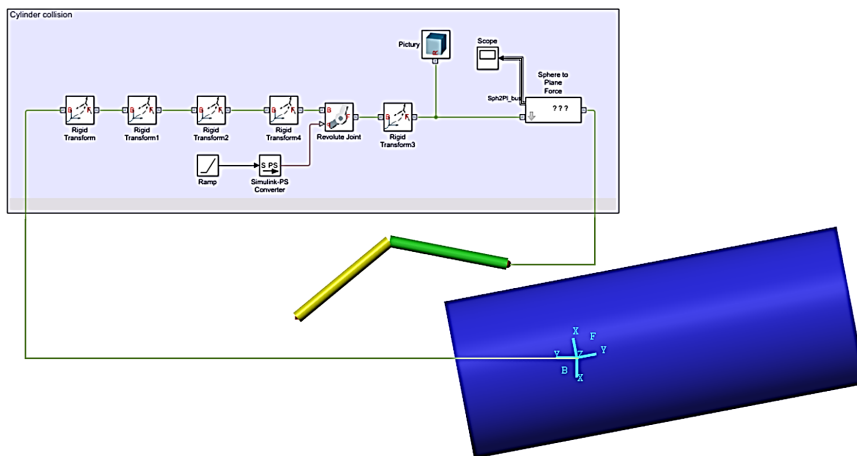 Cylinder collision
Pictury
Scope
Sphere to
Plane
Force
Sph2Pl_bus
? ? ?
B F
Rigid
Transform
B F
Rigid
Transform1
B F
Rigid
Transform2
B F
Rigid
Transform4
B F
Revolute Joint
B F
Rigid
Transform3
Ramp
S PS
Simulink-PS
Converter
X F
Y Z Y
B X